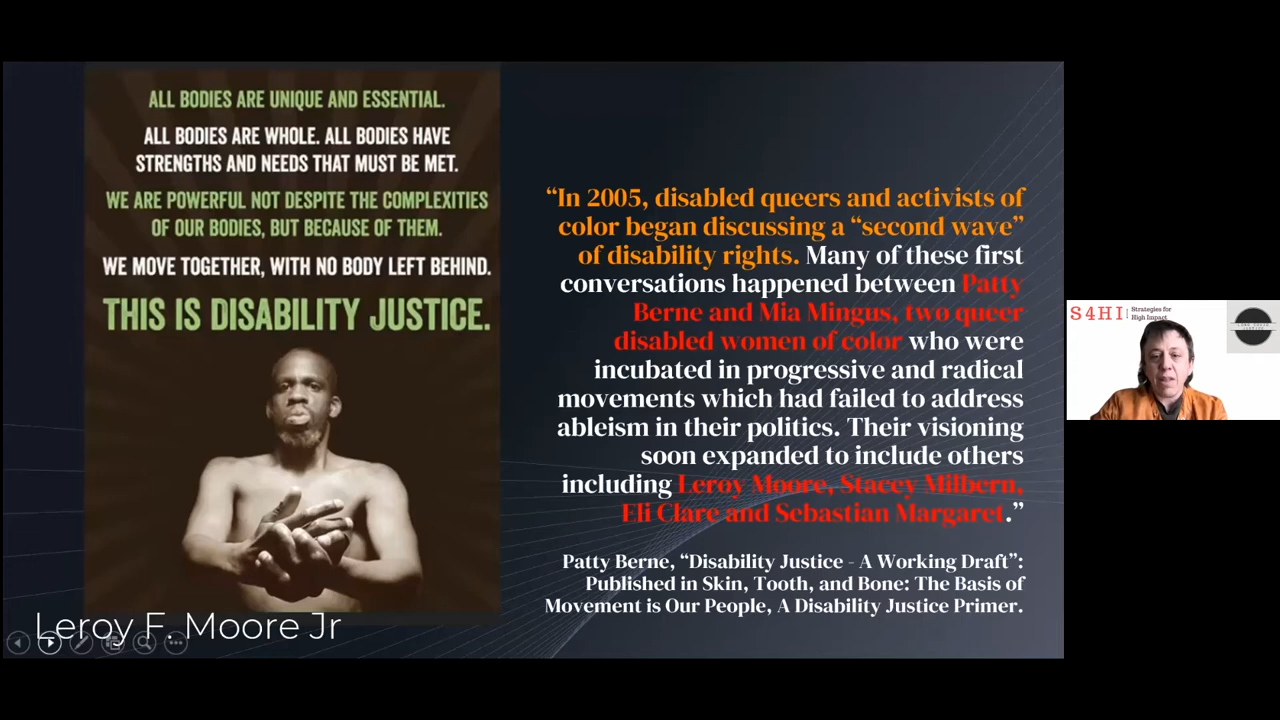 ALL BODIES ARE UNIQUE AND ESSENTIAL.
ALL BODIES ARE WHOLE. ALL BODIES HAVE
STRENGTHS AND NEEDS THAT MUST BE MET.
WE ARE POWERFUL NOT DESPITE THE COMPLEXITIES
OF OUR BODIES, BUT BECAUSE OF THEM.
WE MOVE TOGETHER, WITH NO BODY LEFT BEHIND.
THIS IS DISABILITY JUSTICE.
Leroy F. Moore Jr
“In 2005, disabled queers and activists of
color began discussing a “second wave”
of disability rights. Many of these first
conversations happened between Patty
Berne and Mia Mingus, two queer
disabled women of color who were
incubated in progressive and radical
movements which had failed to address
ableism in their politics. Their visioning
soon expanded to include others
including Leroy Moore, Stacey Milbern,
Eli Clare and Sebastian Margaret.”
Patty Berne, “Disability Justice - A Working Draft”:
Published in Skin, Tooth, and Bone: The Basis of
Movement is Our People, A Disability Justice Primer.
S4HI
Strategies for
High Impact